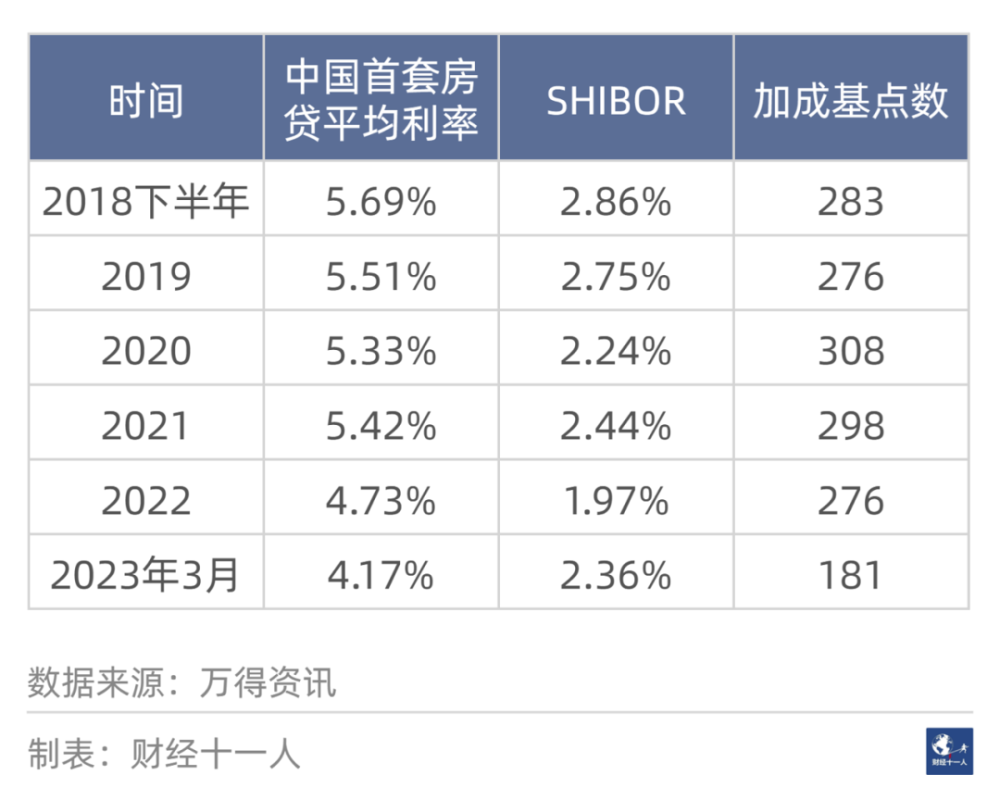 时间 中国首套房贷平均利率 SHIBOR 加成基点数
2018下半年 5.69% 2.86% 283
2019 5.51% 2.75% 276
2020 5.33% 2.24% 308
2021 5.42% 2.44% 298
2022 4.73% 1.97% 276
2023年3月 4.17% 2.36% 181
数据来源：万得资讯
制表：财经十一人
财经十一人